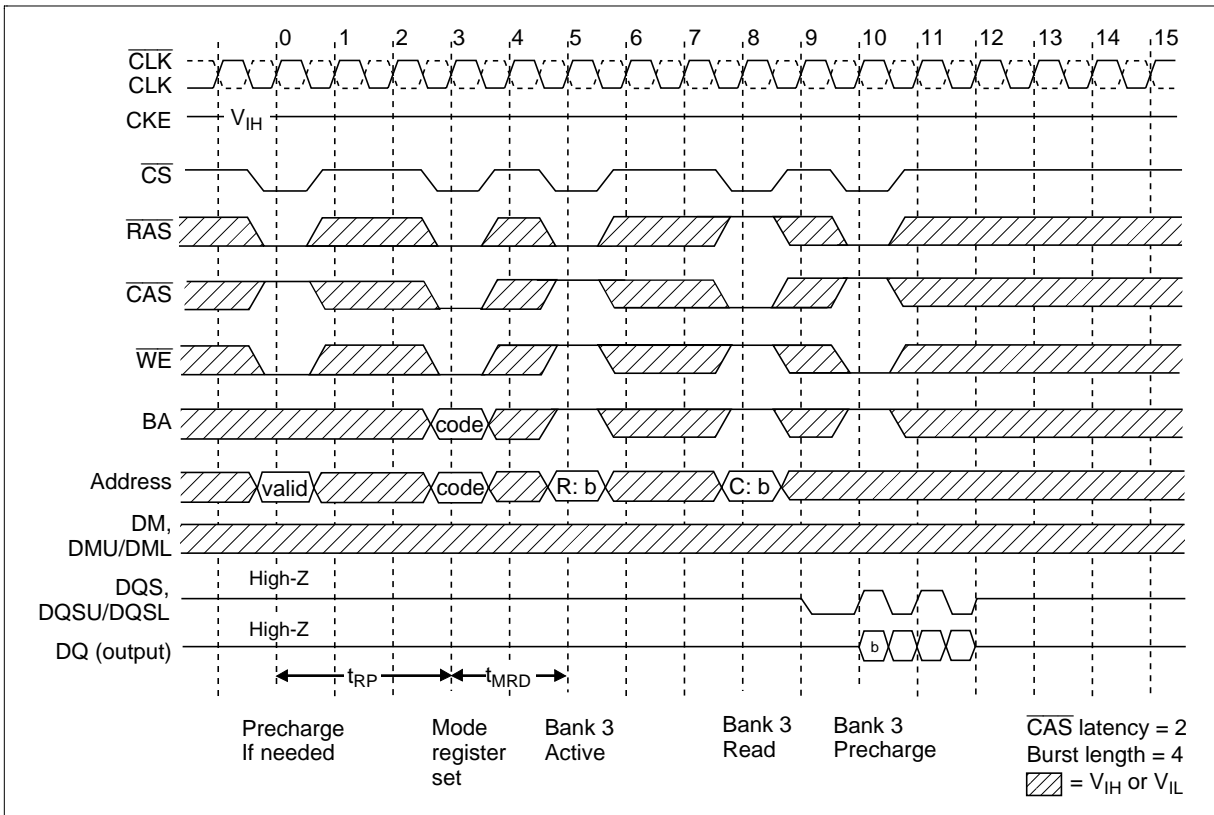 0 1 2 3 4 5 6 7 8 9 10 11 12 13 14 15
CLK
CLK
CKE VIH
CS
RAS
CAS
WE
BA code
Address valid code R: b C: b
DM,
DMU/DML
DQS, High-Z
DQSU/DQSL
High-Z
DQ (output) b
tRP tMRD
Precharge
If needed
Mode
register
set
Bank 3
Active
Bank 3
Read
Bank 3
Precharge
CAS latency = 2
Burst length = 4
= VIH or VIL